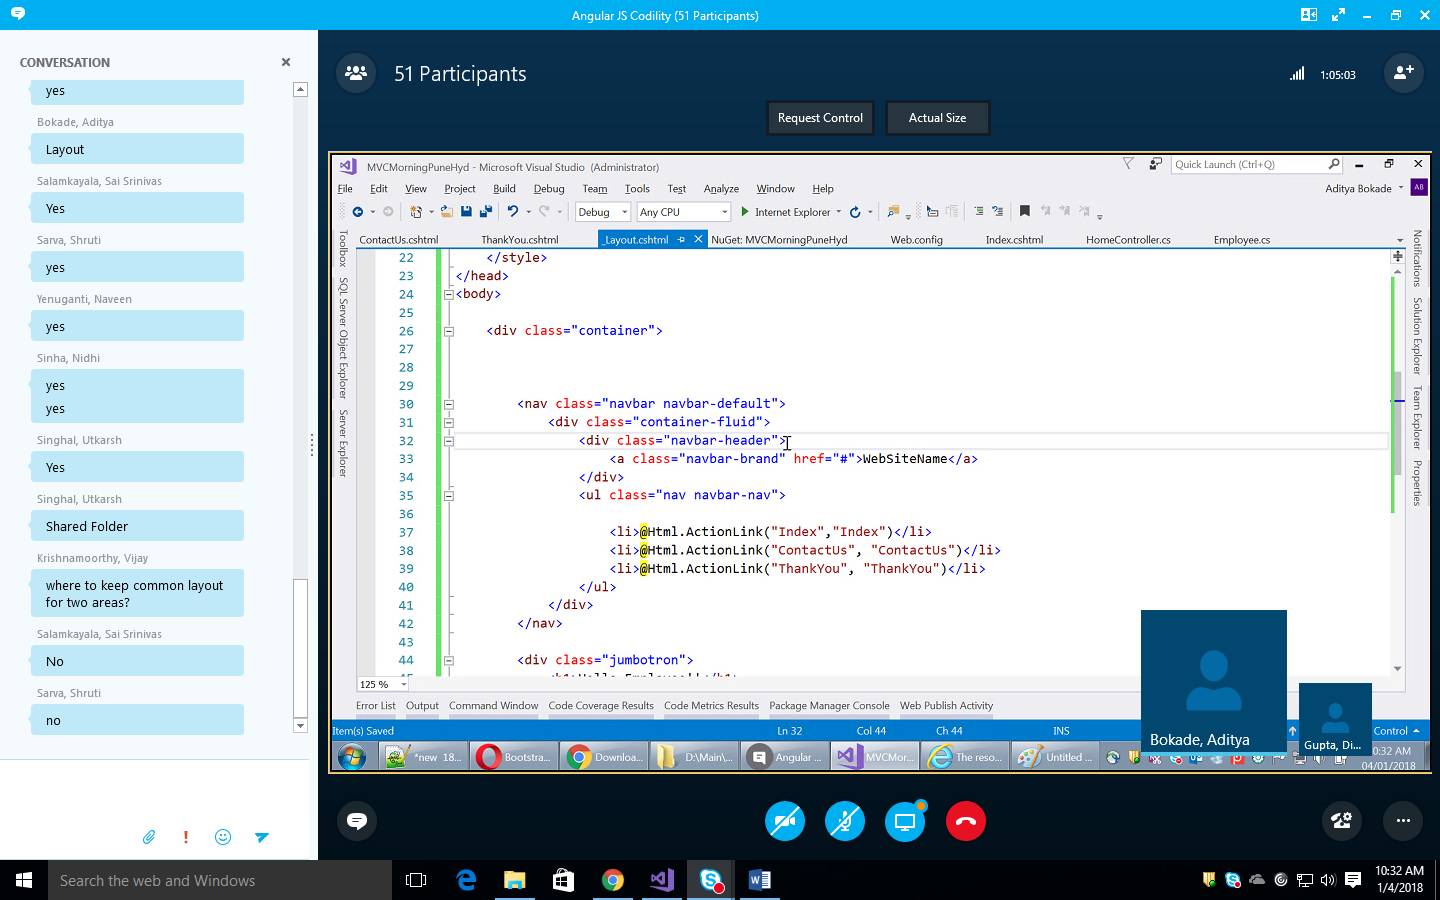 Angular JS Codility (51 Participants)
CONVERSATION
yes
Bokade, Aditya
Layout
Salamkayala, Sai Srinivas
Yes
Sarva, Shruti
yes
Yenuganti, Naveen
yes
Sinha, Nidhi
yes
yes
Singhal, Utkarsh
Yes
Singhal, Utkarsh
Shared Folder
Krishnamoorthy, Vijay
where to keep common layout
for two areas?
Salamkayala, Sai Srinivas
No
Sarva, Shruti
no
51 Participants
1:05:03
Request Control
Actual Size
MVCMorningPuneHyd - Microsoft Visual Studio (Administrator)
Quick Launch (Ctrl+Q)
File Edit View Project Build Debug Team Tools Test Analyze Window Help
Aditya Bokade AB
Debug Any CPU Internet Explorer
ContactUs.cshtml ThankYou.cshtml _Layout.cshtml NuGet: MVCMorningPuneHyd Web.config Index.cshtml HomeController.cs Employee.cs
Toolbox
SQL Server Object Explorer
Server Explorer
22 </style>
23 </head>
24 <body>
25
26 <div class="container">
27
28
29
30 <nav class="navbar navbar-default">
31 <div class="container-fluid">
32 <div class="navbar-header">
33 <a class="navbar-brand" href="#">WebSiteName</a>
34 </div>
35 <ul class="nav navbar-nav">
36
37 <li>@Html.ActionLink("Index","Index")</li>
38 <li>@Html.ActionLink("ContactUs", "ContactUs")</li>
39 <li>@Html.ActionLink("ThankYou", "ThankYou")</li>
40 </ul>
41 </div>
42 </nav>
43
44 <div class="jumbotron">
Notifications
Solution Explorer
Team Explorer
Properties
125 %
Error List Output Command Window Code Coverage Results Code Metrics Results Package Manager Console Web Publish Activity
Item(s) Saved Ln 32 Col 44 Ch 44 INS Control
*new 18... Bootstra... Downloa... D:\Main\... Angular ... MVCMor... The reso... Untitled ...
0:32 AM
04/01/2018
Bokade, Aditya
Gupta, Di...
Search the web and Windows
10:32 AM
1/4/2018